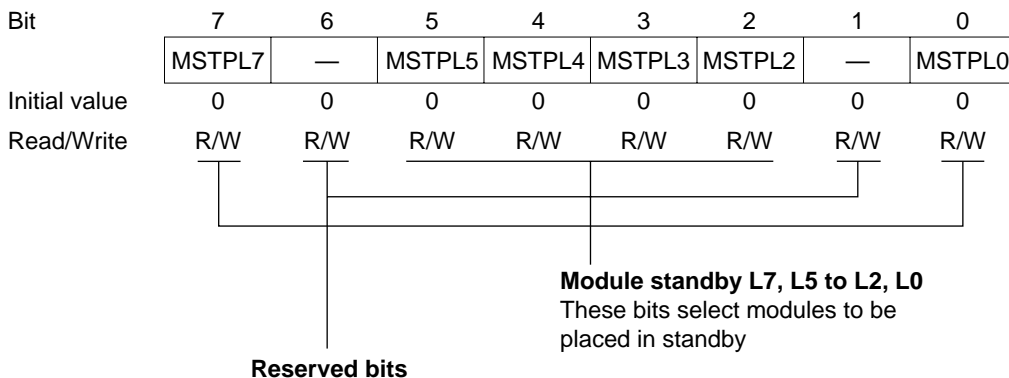 Bit 7 6 5 4 3 2 1 0
MSTPL7 — MSTPL5 MSTPL4 MSTPL3 MSTPL2 — MSTPL0
Initial value 0 0 0 0 0 0 0 0
Read/Write R/W R/W R/W R/W R/W R/W R/W R/W
Module standby L7, L5 to L2, L0
These bits select modules to be
placed in standby
Reserved bits